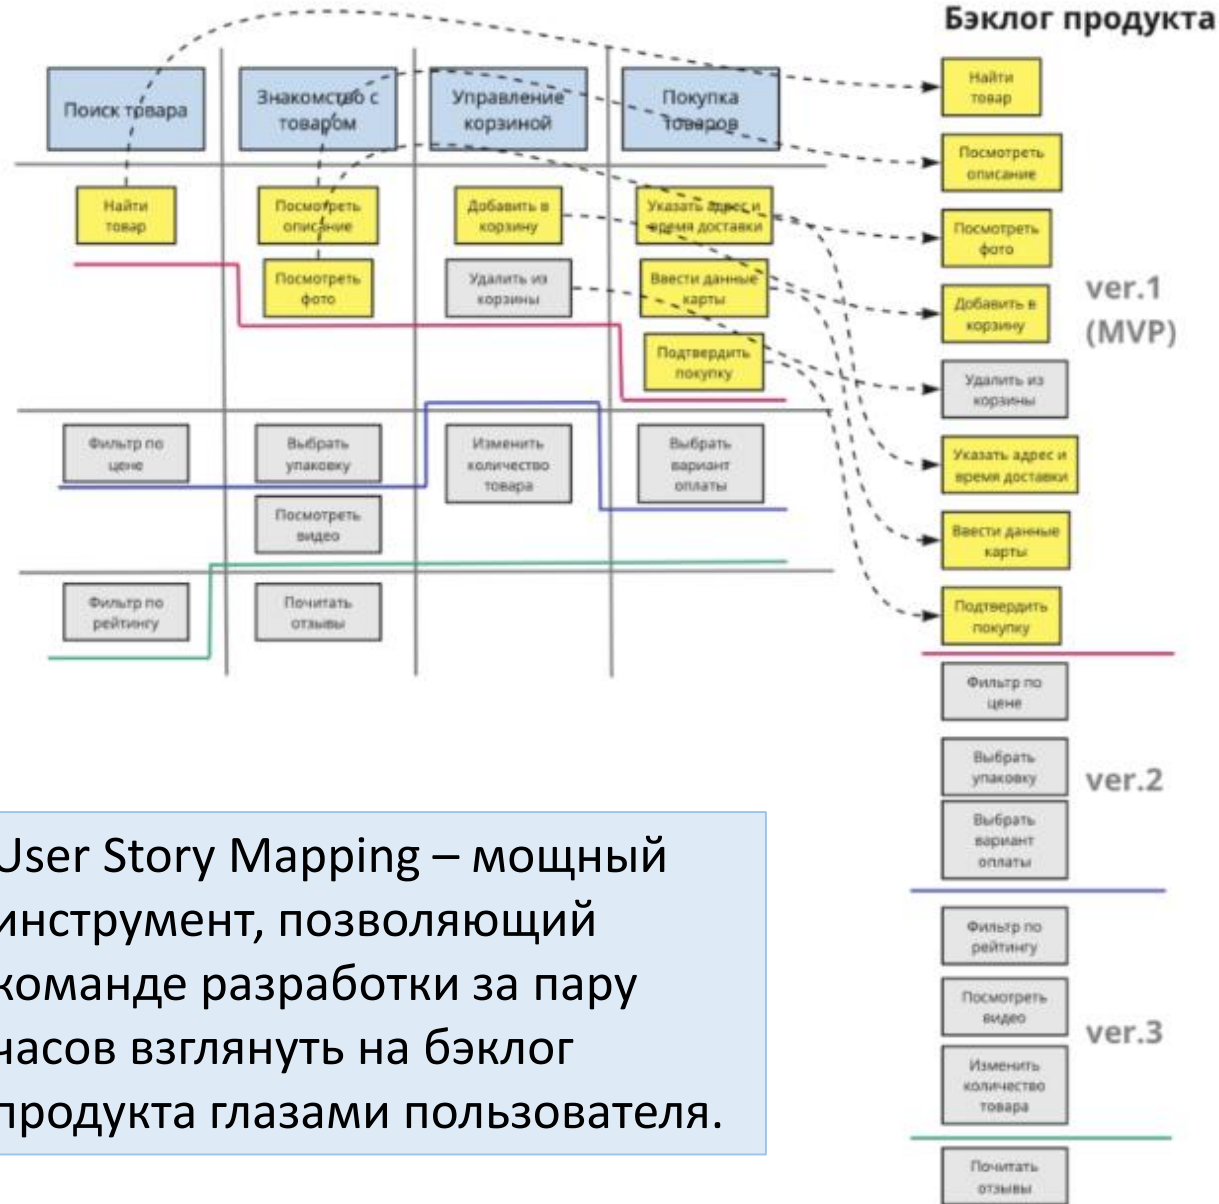 Бэклог продукта
Поиск товара
Знакомство с
товаром
Управление
корзиной
Покупка
товаров
Найти
товар
Посмотреть
описание
Добавить в
корзину
Указать адрес и
время доставки
Посмотреть
фото
Удалить из
корзины
Ввести данные
карты
Подтвердить
покупку
Фильтр по
цене
Выбрать
упаковку
Изменить
количество
товара
Выбрать
вариант
оплаты
Посмотреть
видео
Фильтр по
рейтингу
Почитать
отзывы
Найти
товар
Посмотреть
описание
Посмотреть
фото
Добавить в
корзину
Удалить из
корзины
Указать адрес и
время доставки
Ввести данные
карты
Подтвердить
покупку
ver.1
(MVP)
Фильтр по
цене
Выбрать
упаковку
Выбрать
вариант
оплаты
ver.2
Фильтр по
рейтингу
Посмотреть
видео
Изменить
количество
товара
ver.3
Почитать
отзывы
User Story Mapping – мощный
инструмент, позволяющий
команде разработки за пару
часов взглянуть на бэклог
продукта глазами пользователя.